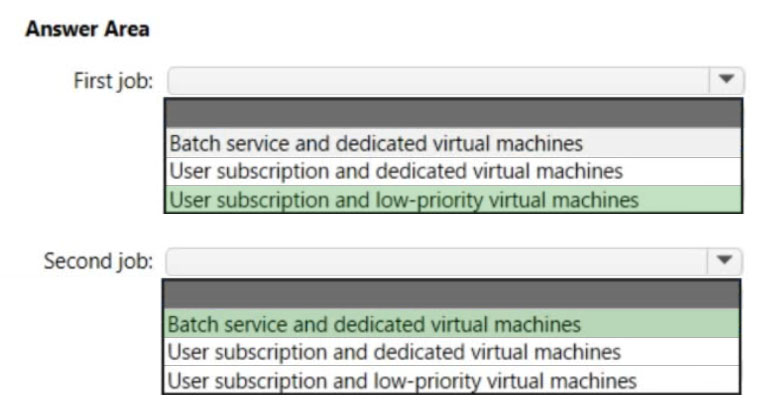 Answer Area
First job:
Batch service and dedicated virtual machines
User subscription and dedicated virtual machines
User subscription and low-priority virtual machines
Second job:
Batch service and dedicated virtual machines
User subscription and dedicated virtual machines
User subscription and low-priority virtual machines